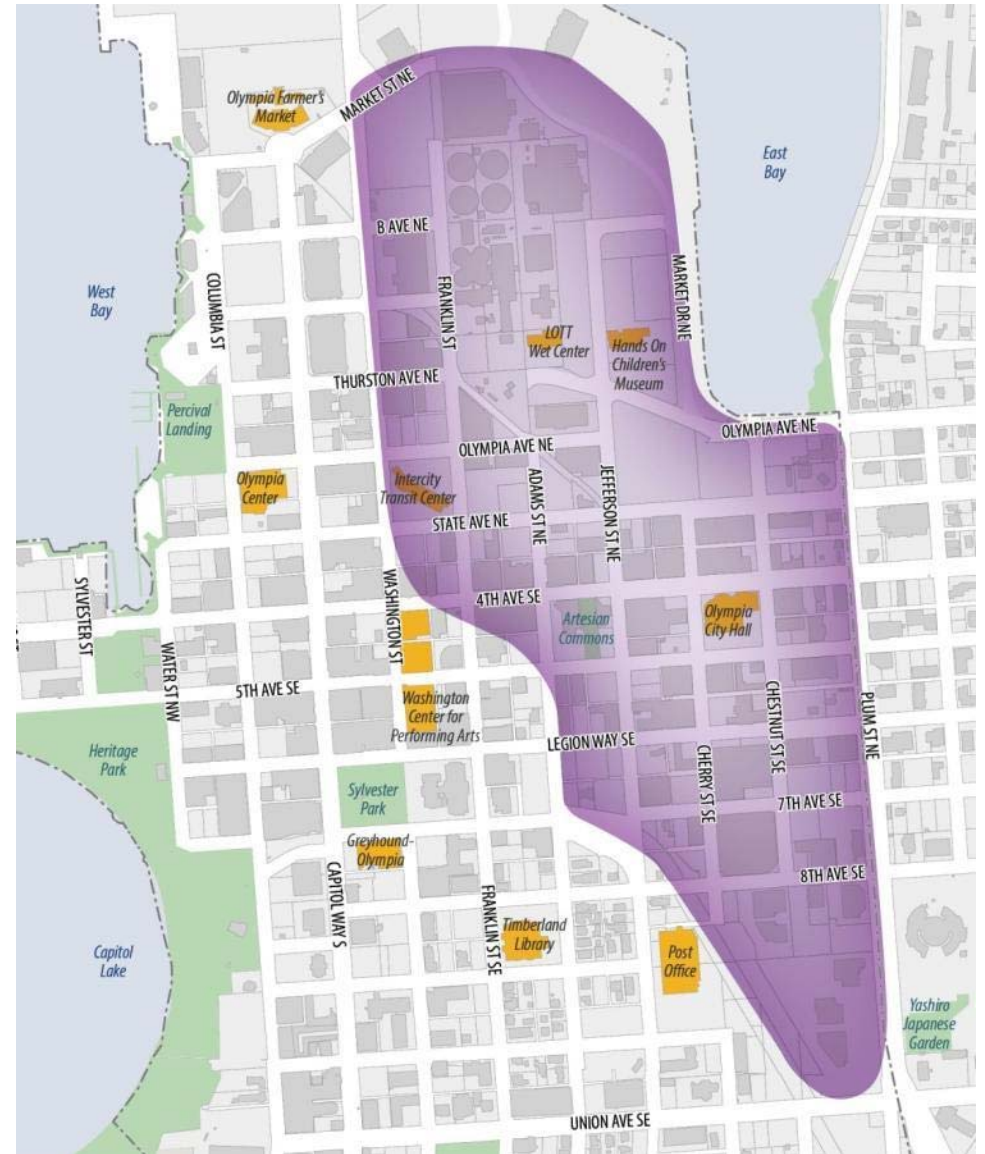 Olympia Farmer's
Market
MARKET ST NE
East
Bay
B AVE NE
West
Bay
COLUMBIA ST
FRANKLIN ST
MARKET DR NE
LOTT
Wet Center
Hands On
Children's
Museum
THURSTON AVE NE
Percival
Landing
OLYMPIA AVE NE
OLYMPIA AVE NE
Olympia
Center
Intercity
Transit Center
ADAMS ST NE
JEFFERSON ST NE
STATE AVE NE
SYLVESTER ST
WASHINGTON ST
4TH AVE SE
Artesian
Commons
Olympia
City Hall
WATER ST NW
5TH AVE SE
Washington
Center for
Performing Arts
CHESTNUT ST SE
PLUM ST NE
LEGION WAY SE
Heritage
Park
CHERRY ST SE
Sylvester
Park
7TH AVE SE
Greyhound-
Olympia
8TH AVE SE
CAPITOL WAY S
FRANKLIN ST SE
Timberland
Library
Post
Office
Capitol
Lake
Yashiro
Japanese
Garden
UNION AVE SE